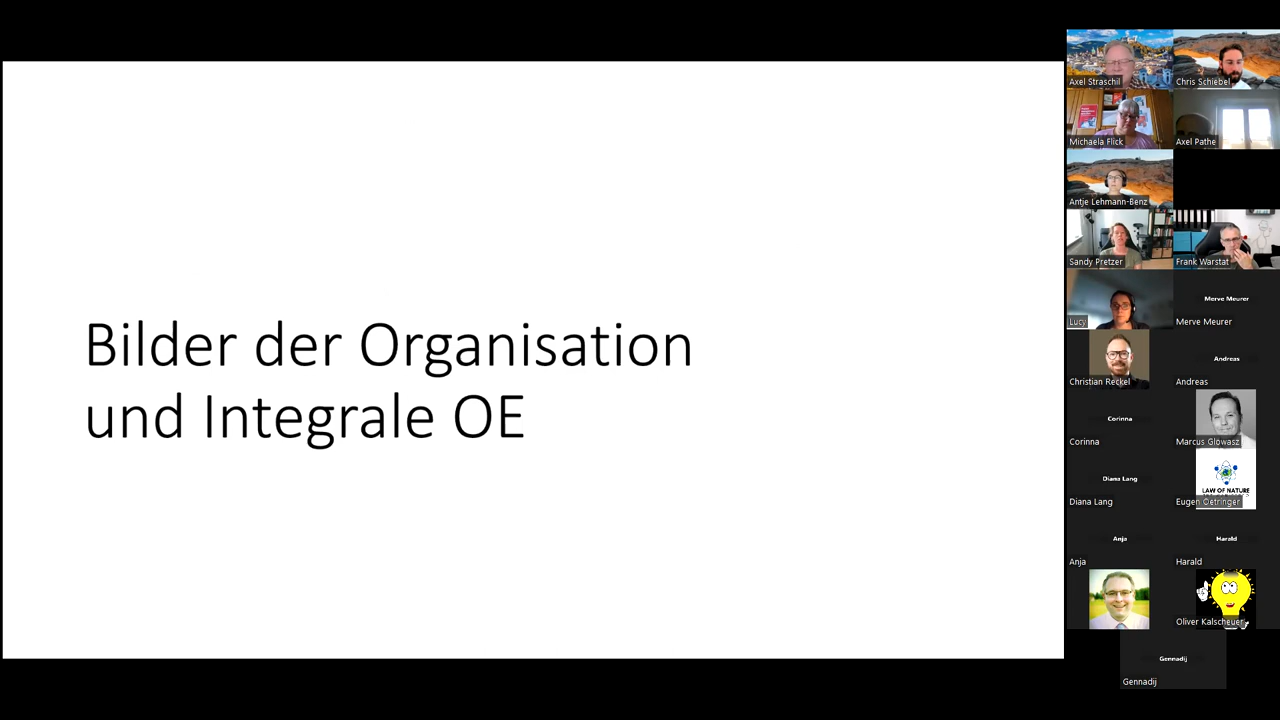 Bilder der Organisation
und Integrale OE
Axel Straschil
Chris Schiebel
Michaela Flick
Axel Pathe
Antje Lehmann-Benz
Sandy Pretzer
Frank Warstat
Lucy
Merve Meurer
Merve Meurer
Christian Reckel
Andreas
Andreas
Corinna
Corinna
Marcus Glowasz
Diana Lang
Diana Lang
LAW OF NATURE
Eugen Oetringer
Anja
Anja
Harald
Harald
Oliver Kalscheuer
Gennadij
Gennadij